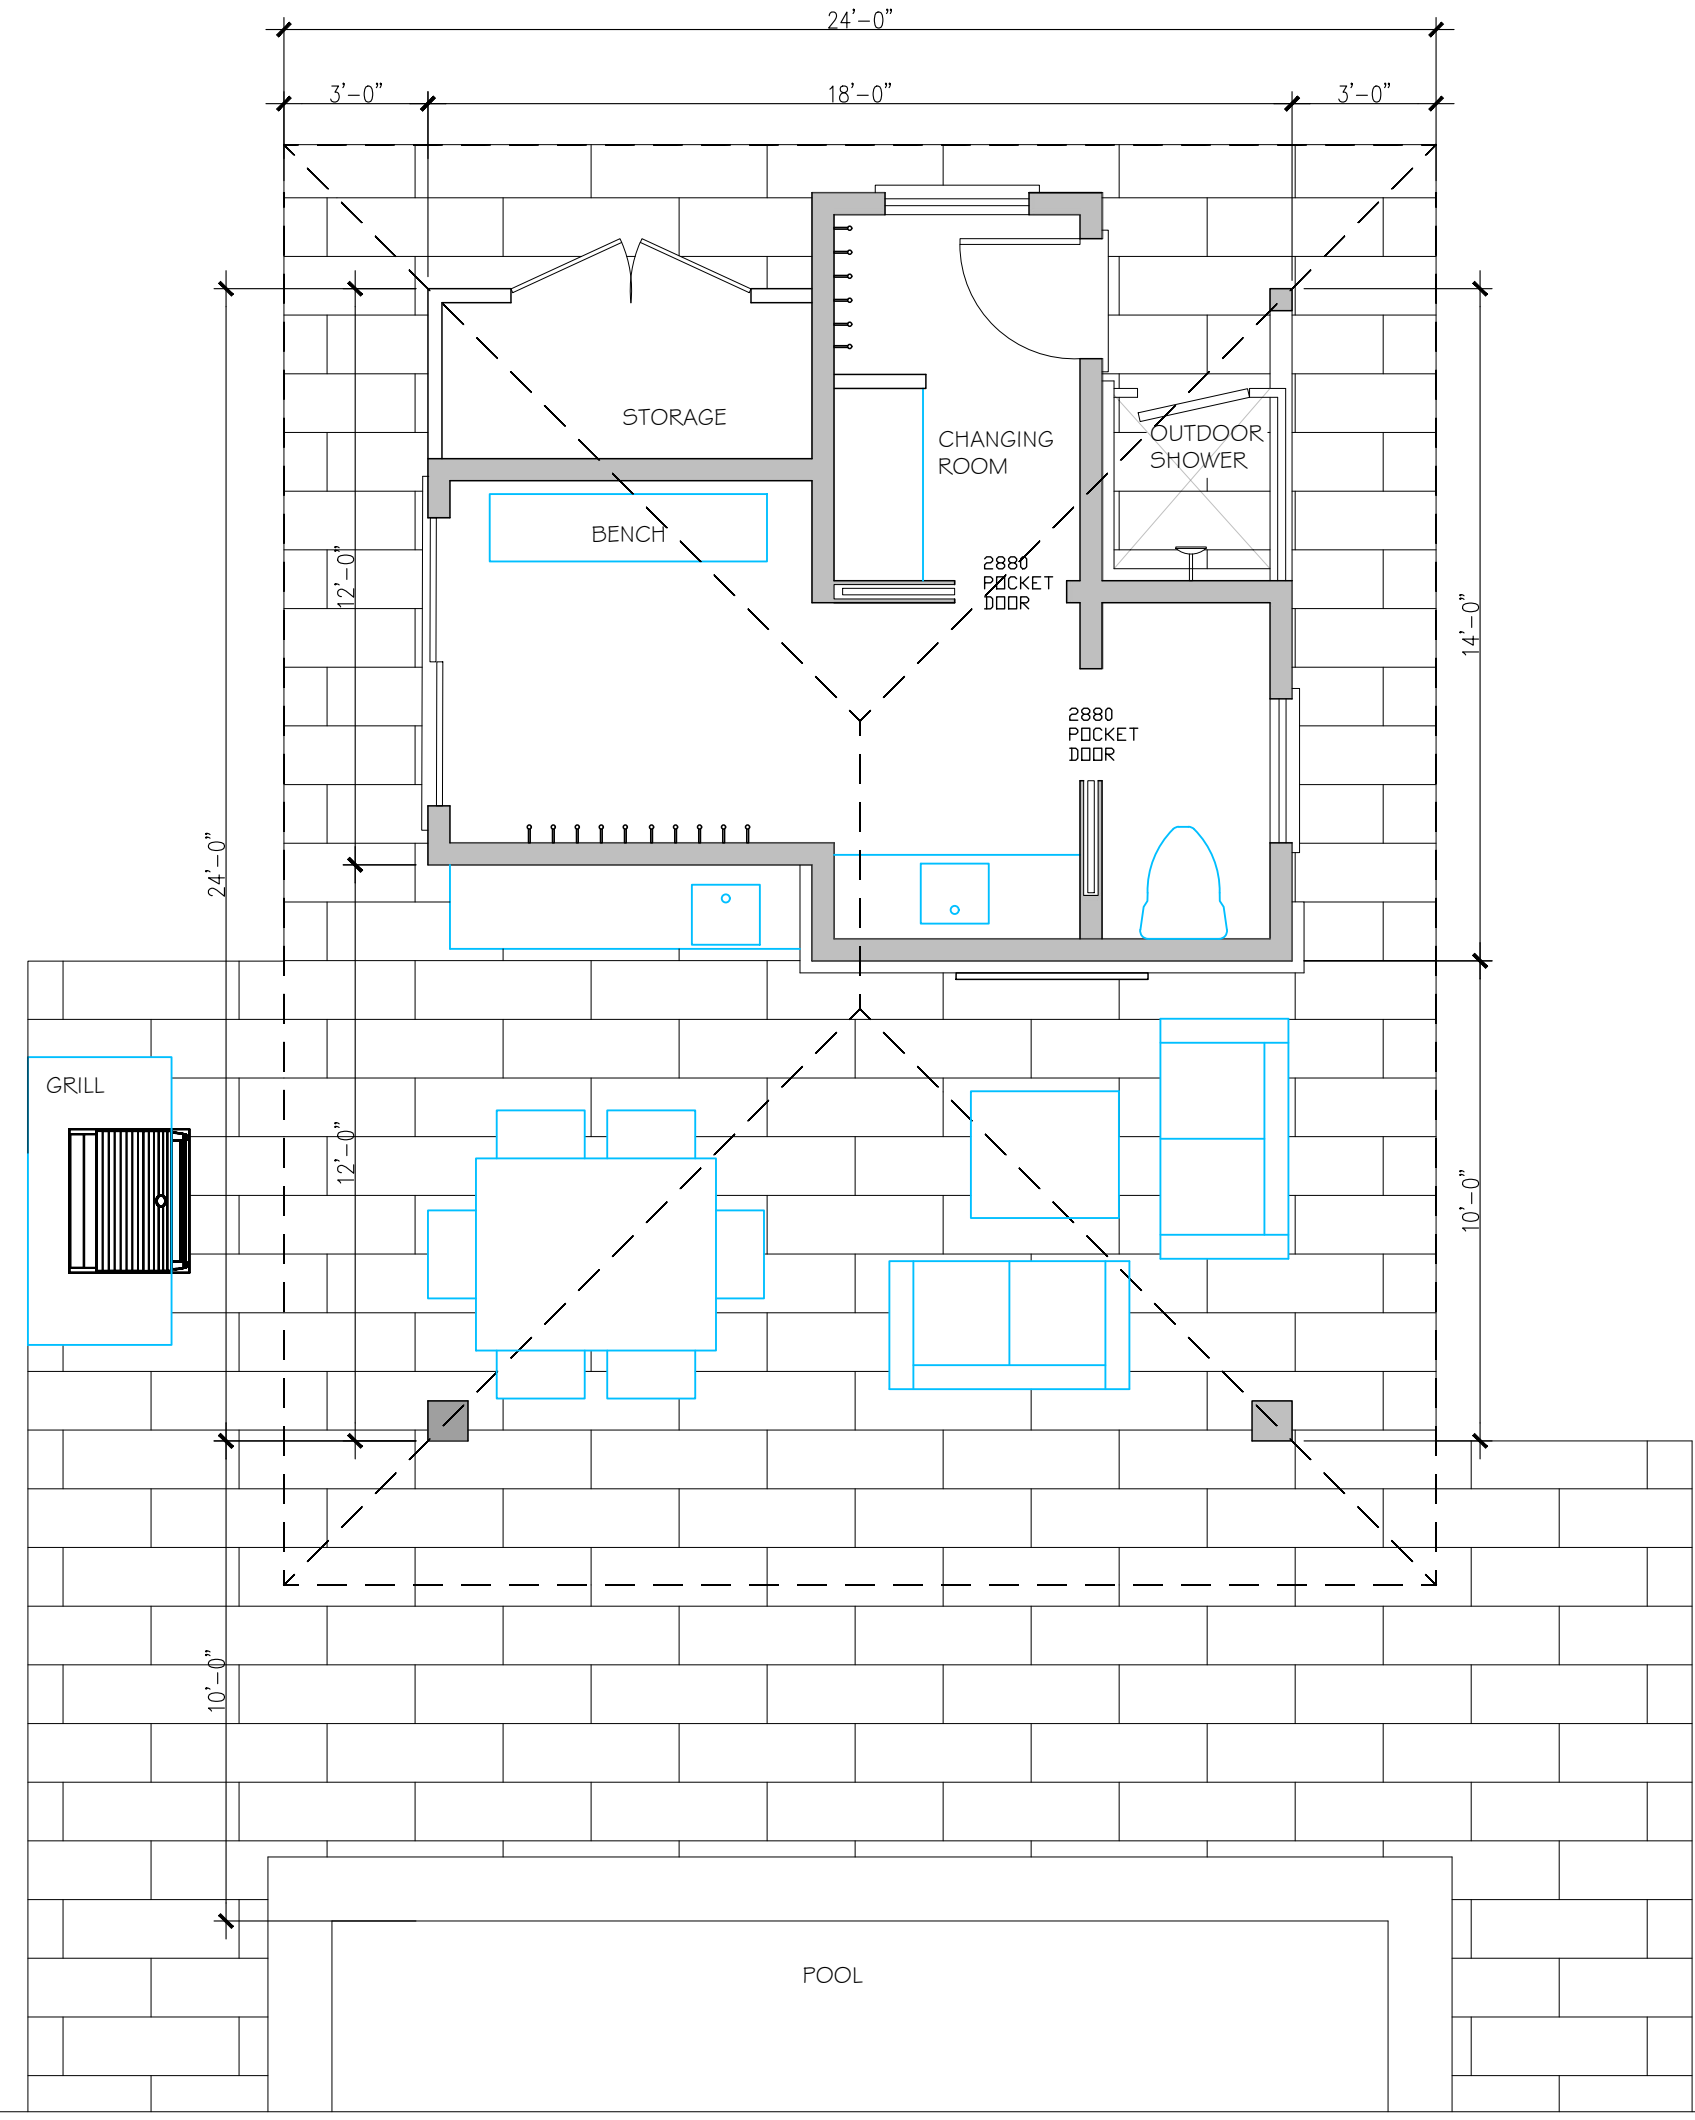 24'-0"
3'-0"
18'-0"
3'-0"
STORAGE
CHANGING
ROOM
OUTDOOR
SHOWER
BENCH
2880
POCKET
DOOR
12'-0"
14'-0"
2880
POCKET
DOOR
24'-0"
GRILL
12'-0"
10'-0"
10'-0"
POOL